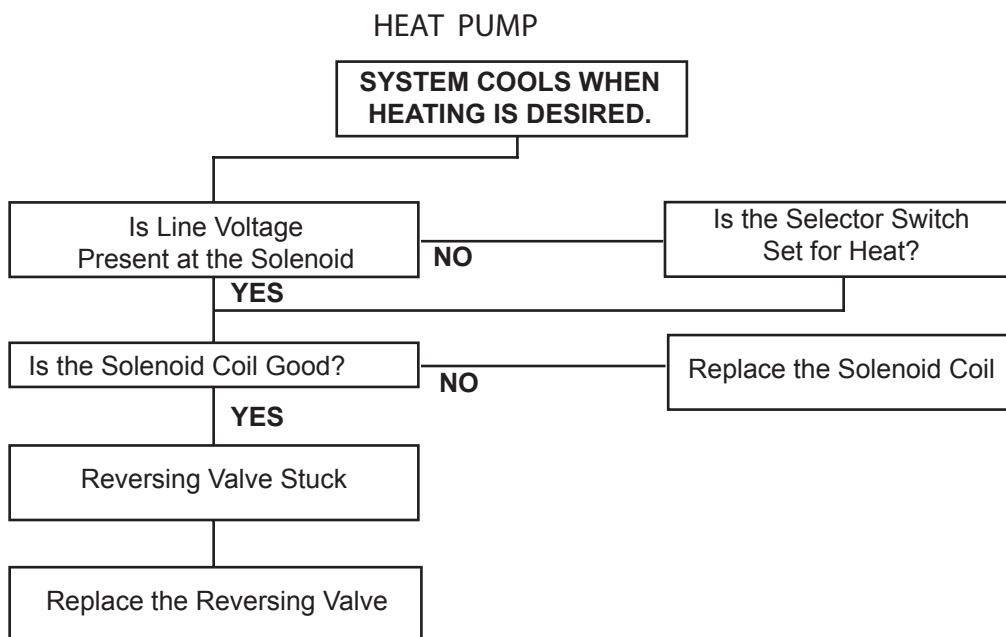 HEAT PUMP
SYSTEM COOLS WHEN
HEATING IS DESIRED.
Is Line Voltage
Present at the Solenoid
NO
Is the Selector Switch
Set for Heat?
YES
Is the Solenoid Coil Good?
NO
Replace the Solenoid Coil
YES
Reversing Valve Stuck
Replace the Reversing Valve